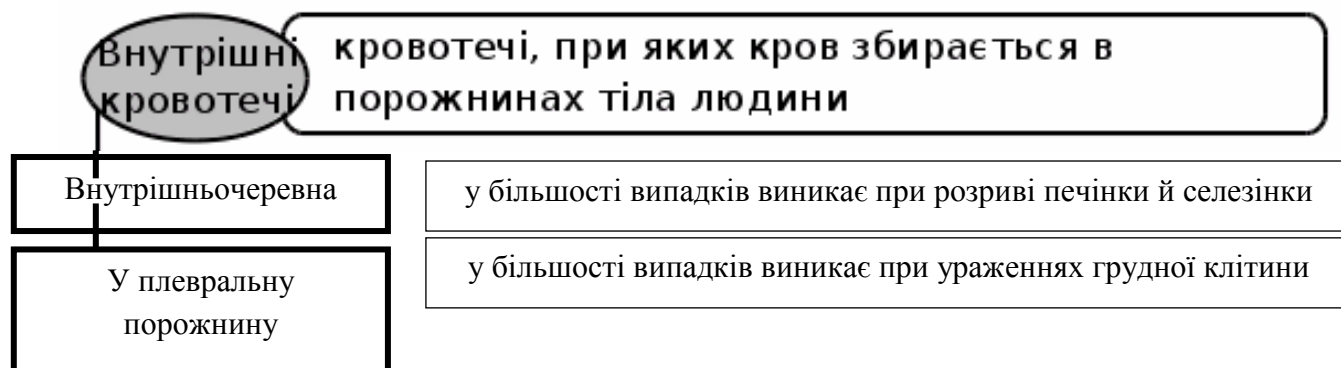 Внутрішні
кровотечі
кровотечі, при яких кров збирається в
порожнинах тіла людини
Внутрішньочеревна
у більшості випадків виникає при розриві печінки й селезінки
У плевральну
порожнину
у більшості випадків виникає при ураженнях грудної клітини